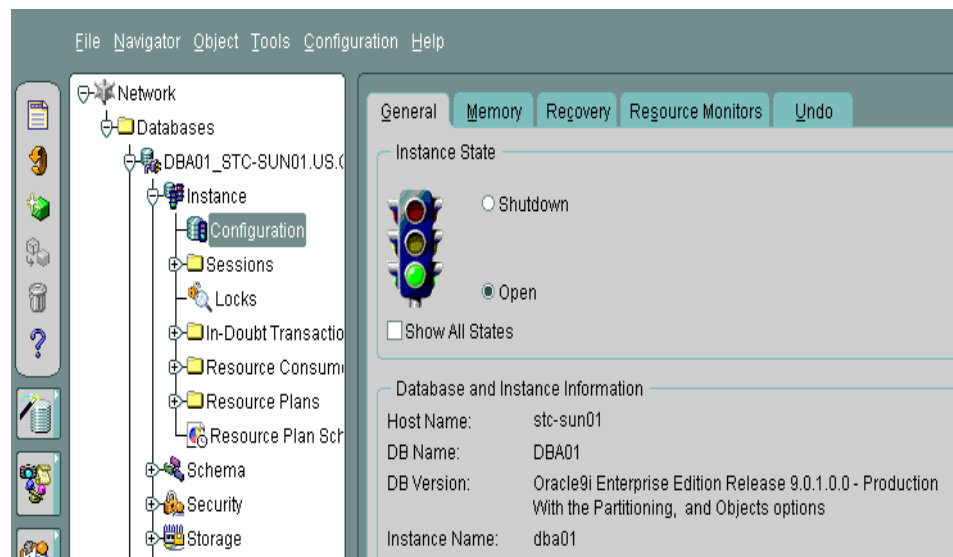 File Navigator Object Tools Configuration Help
Network
Databases
DBA01_STC-SUN01.US.
Instance
Configuration
Sessions
Locks
In-Doubt Transactio
Resource Consum
Resource Plans
Resource Plan Sch
Schema
Security
Storage
General Memory Recovery Resource Monitors Undo
Instance State
Shutdown
Open
Show All States
Database and Instance Information
Host Name: stc-sun01
DB Name: DBA01
DB Version: Oracle9i Enterprise Edition Release 9.0.1.0.0 - Production
With the Partitioning, and Objects options
Instance Name: dba01